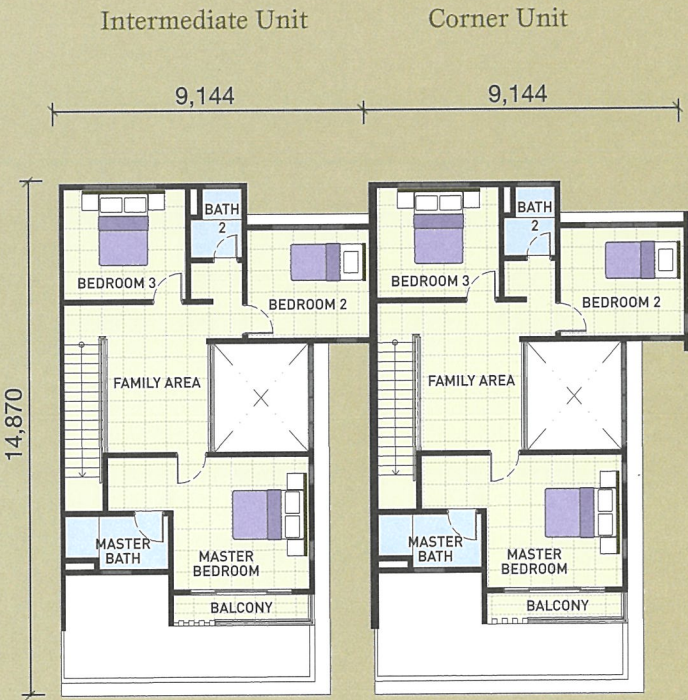 Intermediate Unit
Corner Unit
9,144
9,144
14,870
BATH
2
BEDROOM 3
BEDROOM 2
FAMILY AREA
MASTER
BATH
MASTER
BEDROOM
BALCONY
BATH
2
BEDROOM 3
BEDROOM 2
FAMILY AREA
MASTER
BATH
MASTER
BEDROOM
BALCONY